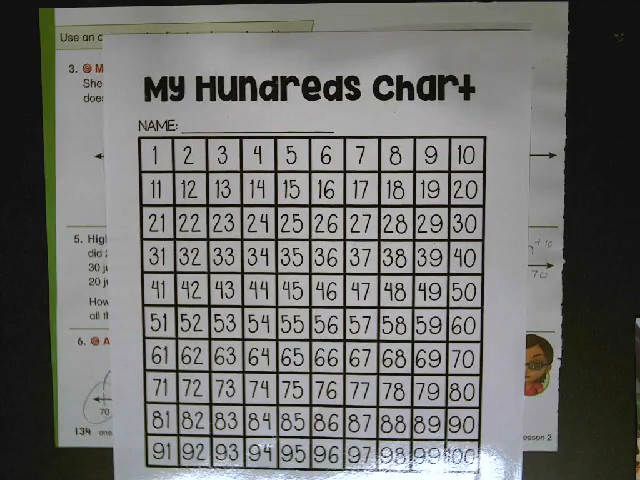 Use an
3. M
She
does
My Hundreds Chart
NAME:
1 2 3 4 5 6 7 8 9 10
11 12 13 14 15 16 17 18 19 20
21 22 23 24 25 26 27 28 29 30
31 32 33 34 35 36 37 38 39 40
41 42 43 44 45 46 47 48 49 50
51 52 53 54 55 56 57 58 59 60
61 62 63 64 65 66 67 68 69 70
71 72 73 74 75 76 77 78 79 80
81 82 83 84 85 86 87 88 89 90
91 92 93 94 95 96 97 98 99 100
5. High
did
30 ju
20 ju
How
all th
6. A
70
134
70
esson 2